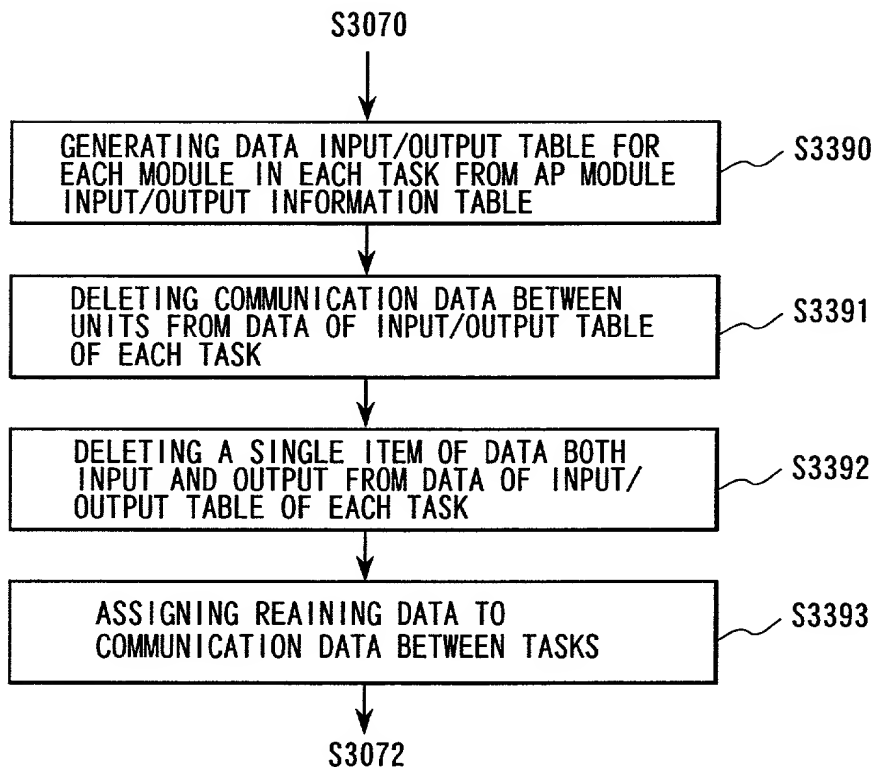 S3070
GENERATING DATA INPUT/OUTPUT TABLE FOR
EACH MODULE IN EACH TASK FROM AP MODULE
INPUT/OUTPUT INFORMATION TABLE
S3390
DELETING COMMUNICATION DATA BETWEEN
UNITS FROM DATA OF INPUT/OUTPUT TABLE
OF EACH TASK
S3391
DELETING A SINGLE ITEM OF DATA BOTH
INPUT AND OUTPUT FROM DATA OF INPUT/
OUTPUT TABLE OF EACH TASK
S3392
ASSIGNING REAINING DATA TO
COMMUNICATION DATA BETWEEN TASKS
S3393
S3072